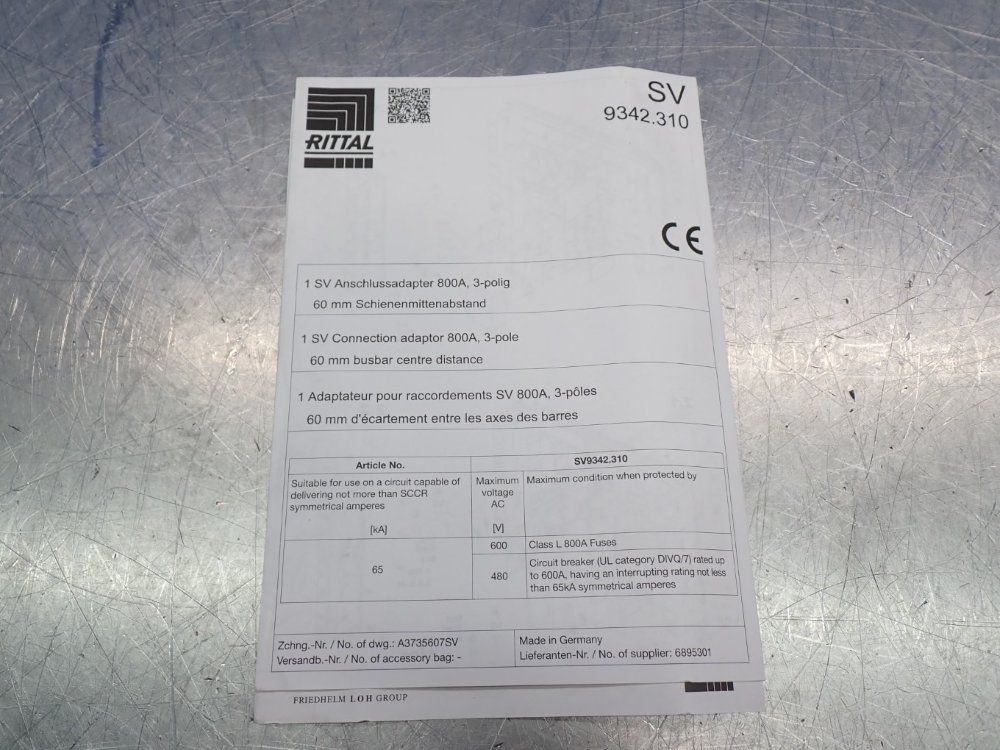 RITTAL
SV
9342.310
CE
1 SV Anschlussadapter 800A, 3-polig
60 mm Schienenmittenabstand
1 SV Connection adaptor 800A, 3-pole
60 mm busbar centre distance
1 Adaptateur pour raccordements SV 800A, 3-pôles
60 mm d'écartement entre les axes des barres
Article No.
SV9342.310
Suitable for use on a circuit capable of
delivering not more than SCCR
symmetrical amperes
[kA]
Maximum
voltage
AC
[V]
Maximum condition when protected by
65
600
Class L 800A Fuses
480
Circuit breaker (UL category DIVQ/7) rated up
to 600A, having an interrupting rating not less
than 65kA symmetrical amperes
Zchng.-Nr. / No. of dwg.: A3735607SV
Versandb.-Nr. / No. of accessory bag: -
Made in Germany
Lieferanten-Nr. / No. of supplier: 6895301
FRIEDHELM LOH GROUP